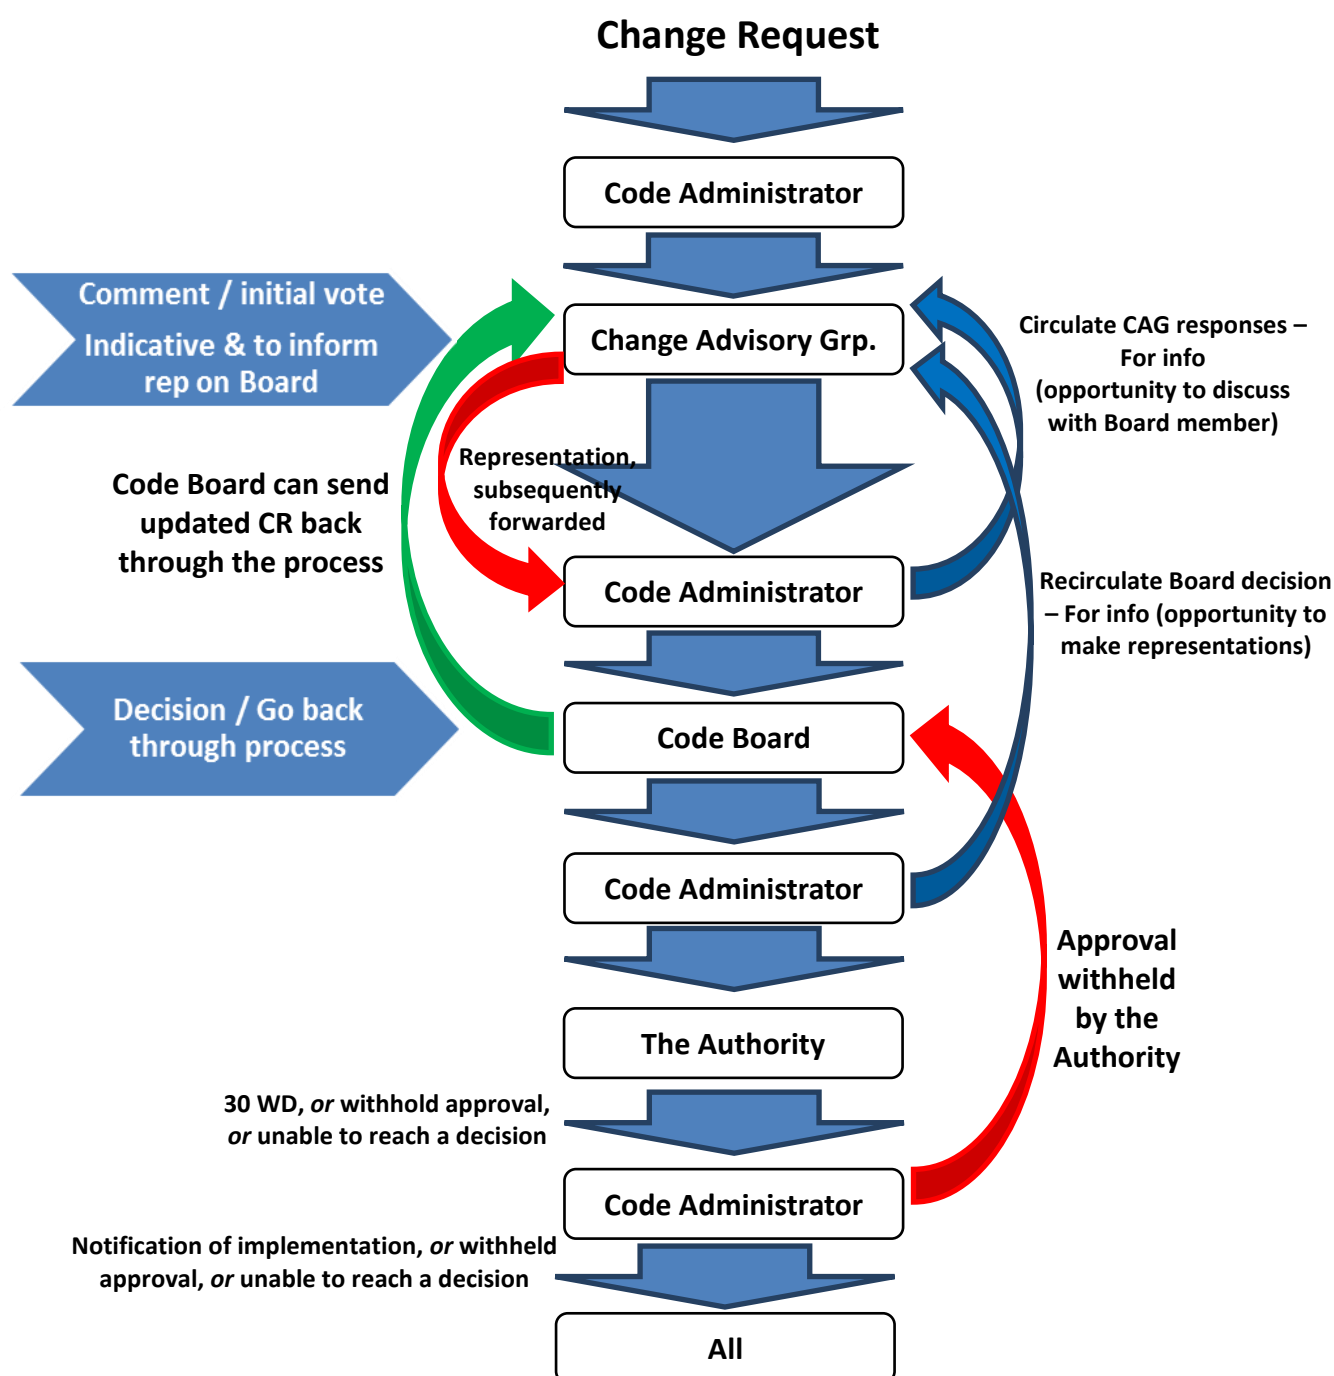 Change Request
Code Administrator
Comment / initial vote
Indicative & to inform
rep on Board
Change Advisory Grp.
Circulate CAG responses –
For info
(opportunity to discuss
with Board member)
Code Board can send
updated CR back
through the process
Representation,
subsequently
forwarded
Code Administrator
Recirculate Board decision
– For info (opportunity to
make representations)
Decision / Go back
through process
Code Board
Code Administrator
Approval
withheld
by the
Authority
The Authority
30 WD, or withhold approval,
or unable to reach a decision
Code Administrator
Notification of implementation, or withheld
approval, or unable to reach a decision
All